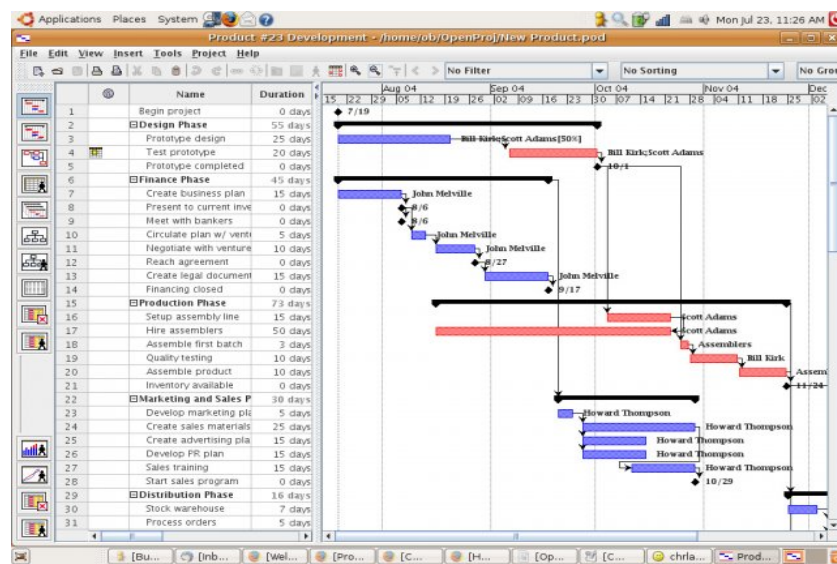 Applications Places System Mon Jul 23, 11:26 AM
Product #23 Development - /home/ob/OpenProj/New Product.pod
File Edit View Insert Tools Project Help
No Filter No Sorting No Gro
Name Duration
Aug 04 Sep 04 Oct 04 Nov 04 Dec
15 22 29 05 12 19 26 02 09 16 23 30 07 14 21 28 04 11 18 25 02
1 Begin project 0 days 7/19
2 Design Phase 55 days
3 Prototype design 25 days Bill Kirk;Scott Adams[50%]
4 Test prototype 20 days Bill Kirk;Scott Adams
5 Prototype completed 0 days 10/1
6 Finance Phase 45 days
7 Create business plan 15 days John Melville
8 Present to current inve 0 days 8/6
9 Meet with bankers 0 days 8/6
10 Circulate plan w/ vent 5 days John Melville
11 Negotiate with venture 10 days John Melville
12 Reach agreement 0 days 8/27
13 Create legal document 15 days John Melville
14 Financing closed 0 days 9/17
15 Production Phase 73 days
16 Setup assembly line 15 days Scott Adams
17 Hire assemblers 50 days Scott Adams
18 Assemble first batch 3 days Assemblers
19 Quality testing 10 days Bill Kirk
20 Assemble product 10 days Assem
21 Inventory available 0 days 11/24
22 Marketing and Sales P 30 days
23 Develop marketing pla 5 days Howard Thompson
24 Create sales materials 25 days Howard Thompson
25 Create advertising pla 15 days Howard Thompson
26 Develop PR plan 15 days Howard Thompson
27 Sales training 15 days Howard Thompson
28 Start sales program 0 days 10/29
29 Distribution Phase 16 days
30 Stock warehouse 7 days
31 Process orders 5 days
[Bu... [Inb... [Wel... [Pro... [C... [H... [Op... [C... chrla... Prod...